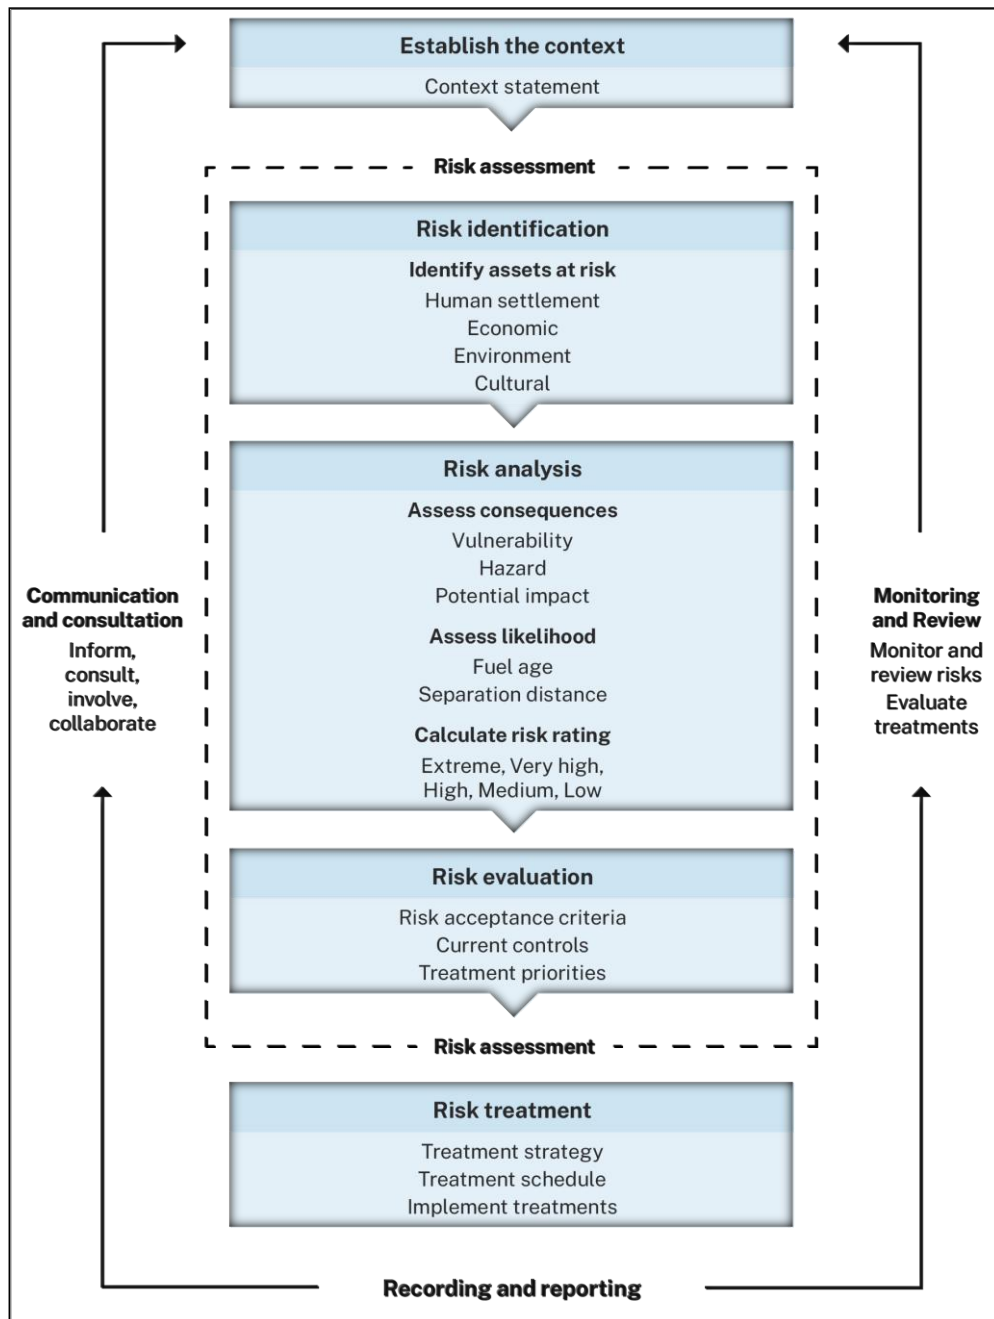 Establish the context
Context statement
Risk assessment
Risk identification
Identify assets at risk
Human settlement
Economic
Environment
Cultural
Risk analysis
Assess consequences
Vulnerability
Hazard
Potential impact
Assess likelihood
Fuel age
Separation distance
Calculate risk rating
Extreme, Very high,
High, Medium, Low
Risk evaluation
Risk acceptance criteria
Current controls
Treatment priorities
Risk assessment
Risk treatment
Treatment strategy
Treatment schedule
Implement treatments
Communication
and consultation
Inform,
consult,
involve,
collaborate
Monitoring
and Review
Monitor and
review risks
Evaluate
treatments
Recording and reporting